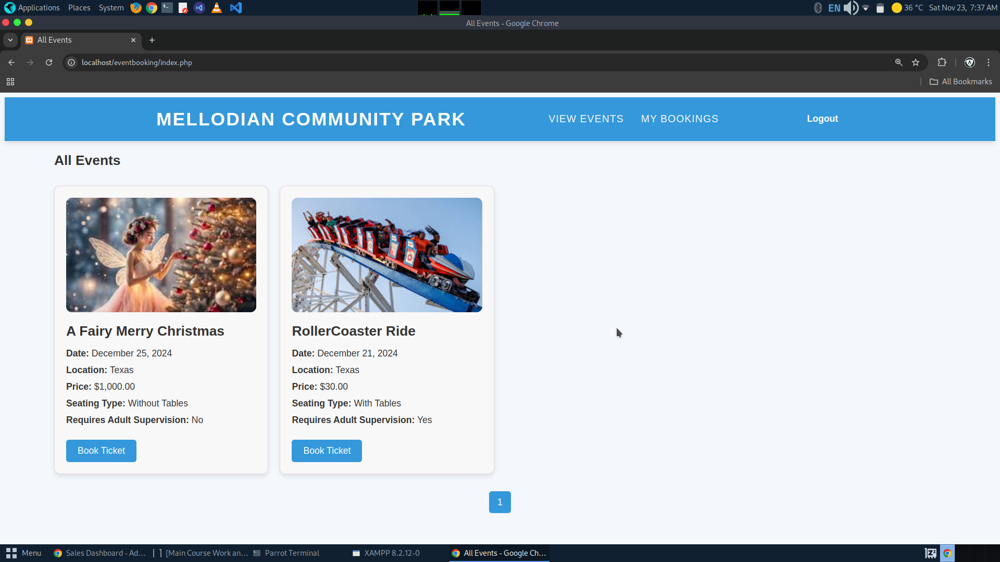 Applications Places System EN 36 °C Sat Nov 23, 7:37 AM
All Events - Google Chrome
All Events
localhost/eventbooking/index.php
All Bookmarks
MELLODIAN COMMUNITY PARK VIEW EVENTS MY BOOKINGS Logout
All Events
A Fairy Merry Christmas
Date: December 25, 2024
Location: Texas
Price: $1,000.00
Seating Type: Without Tables
Requires Adult Supervision: No
Book Ticket
RollerCoaster Ride
Date: December 21, 2024
Location: Texas
Price: $30.00
Seating Type: With Tables
Requires Adult Supervision: Yes
Book Ticket
1
Menu Sales Dashboard - Ad... [Main Course Work an... Parrot Terminal XAMPP 8.2.12-0 All Events - Google Ch...